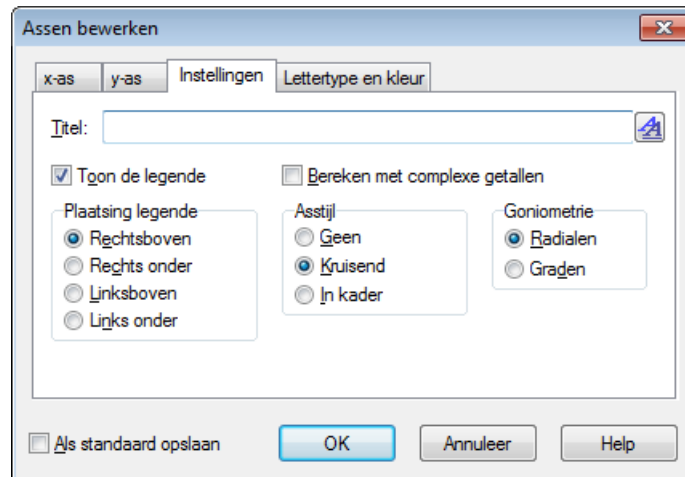 Assen bewerken
x-as y-as Instellingen Lettertype en kleur
Titel:
Toon de legende Bereken met complexe getallen
Plaatsing legende Asstijl Goniometrie
Rechtsboven Geen Radialen
Rechts onder Kruisend Graden
Linksboven In kader
Links onder
Als standaard opslaan OK Annuleer Help